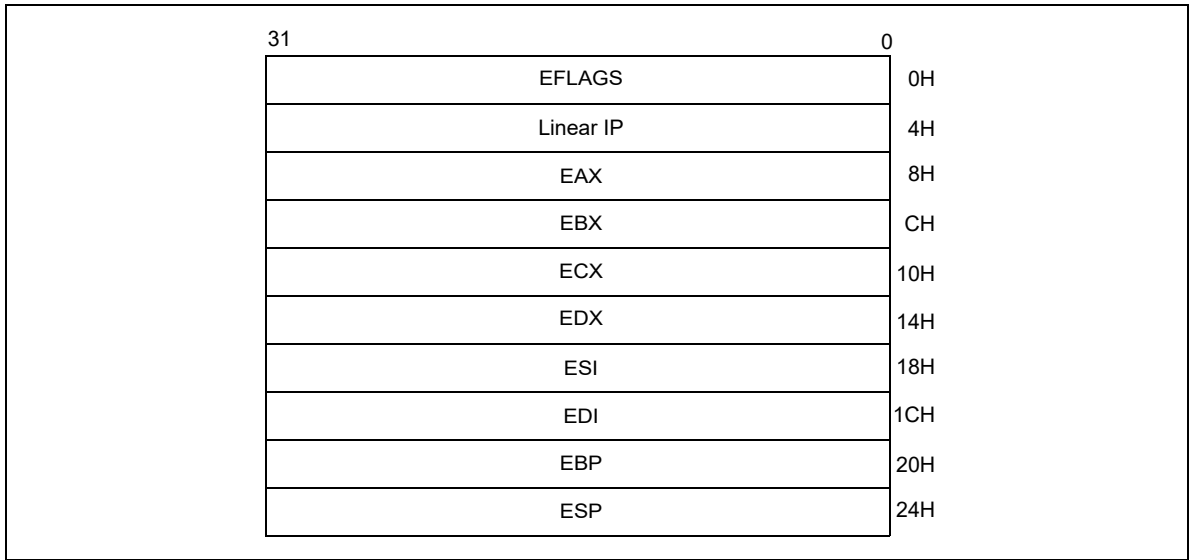 31 0
EFLAGS 0H
Linear IP 4H
EAX 8H
EBX CH
ECX 10H
EDX 14H
ESI 18H
EDI 1CH
EBP 20H
ESP 24H